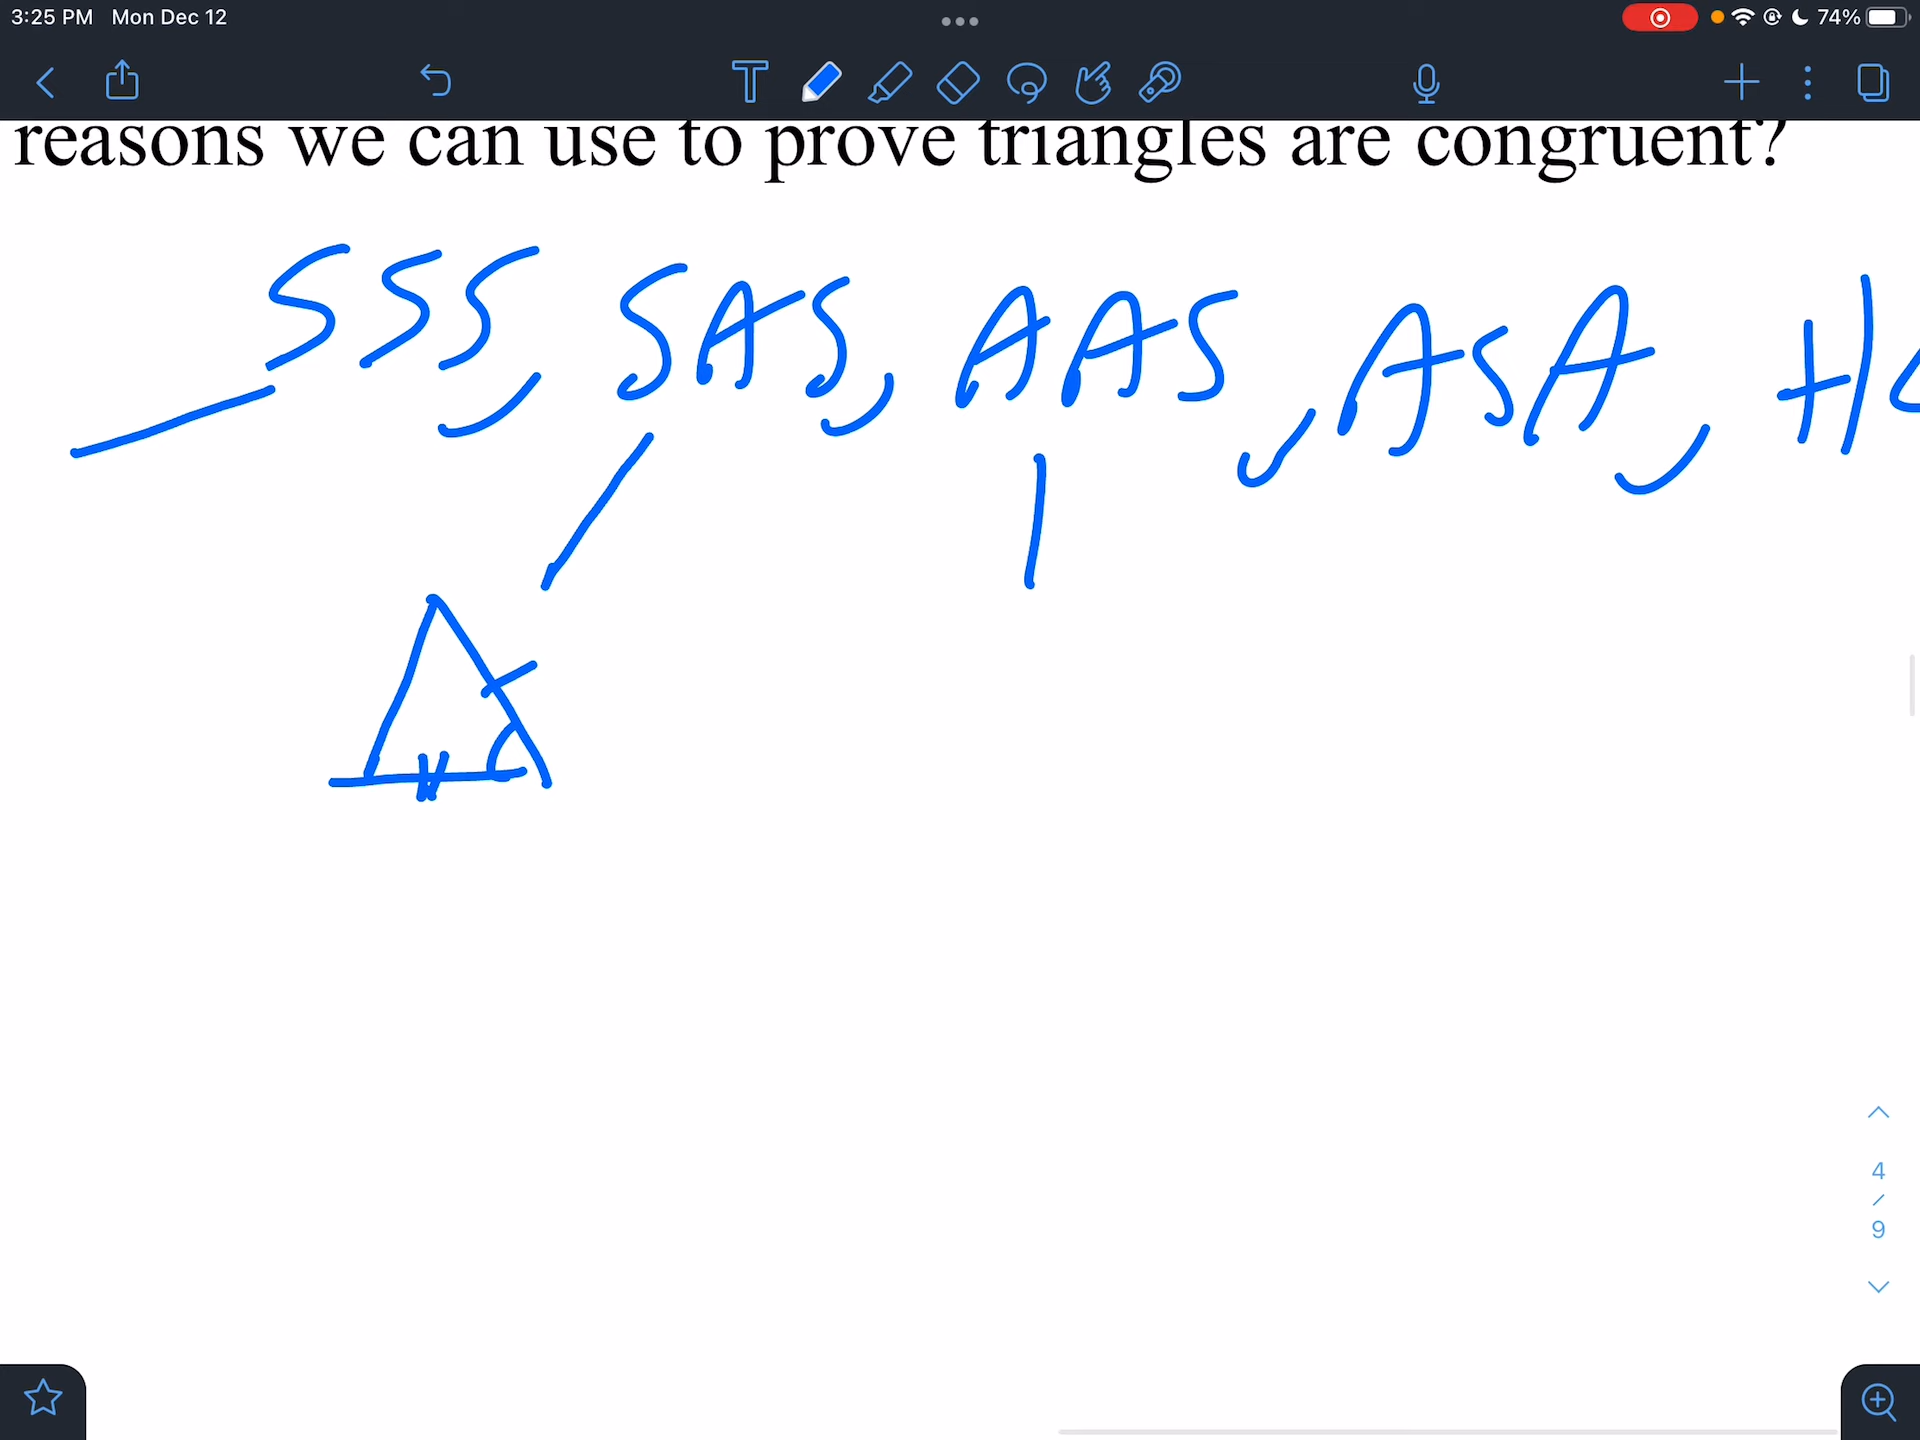 3:25 PM Mon Dec 12
74%
reasons we can use to prove triangles are congruent?
SSS, SAS, AAS, ASA, H
4
/
9